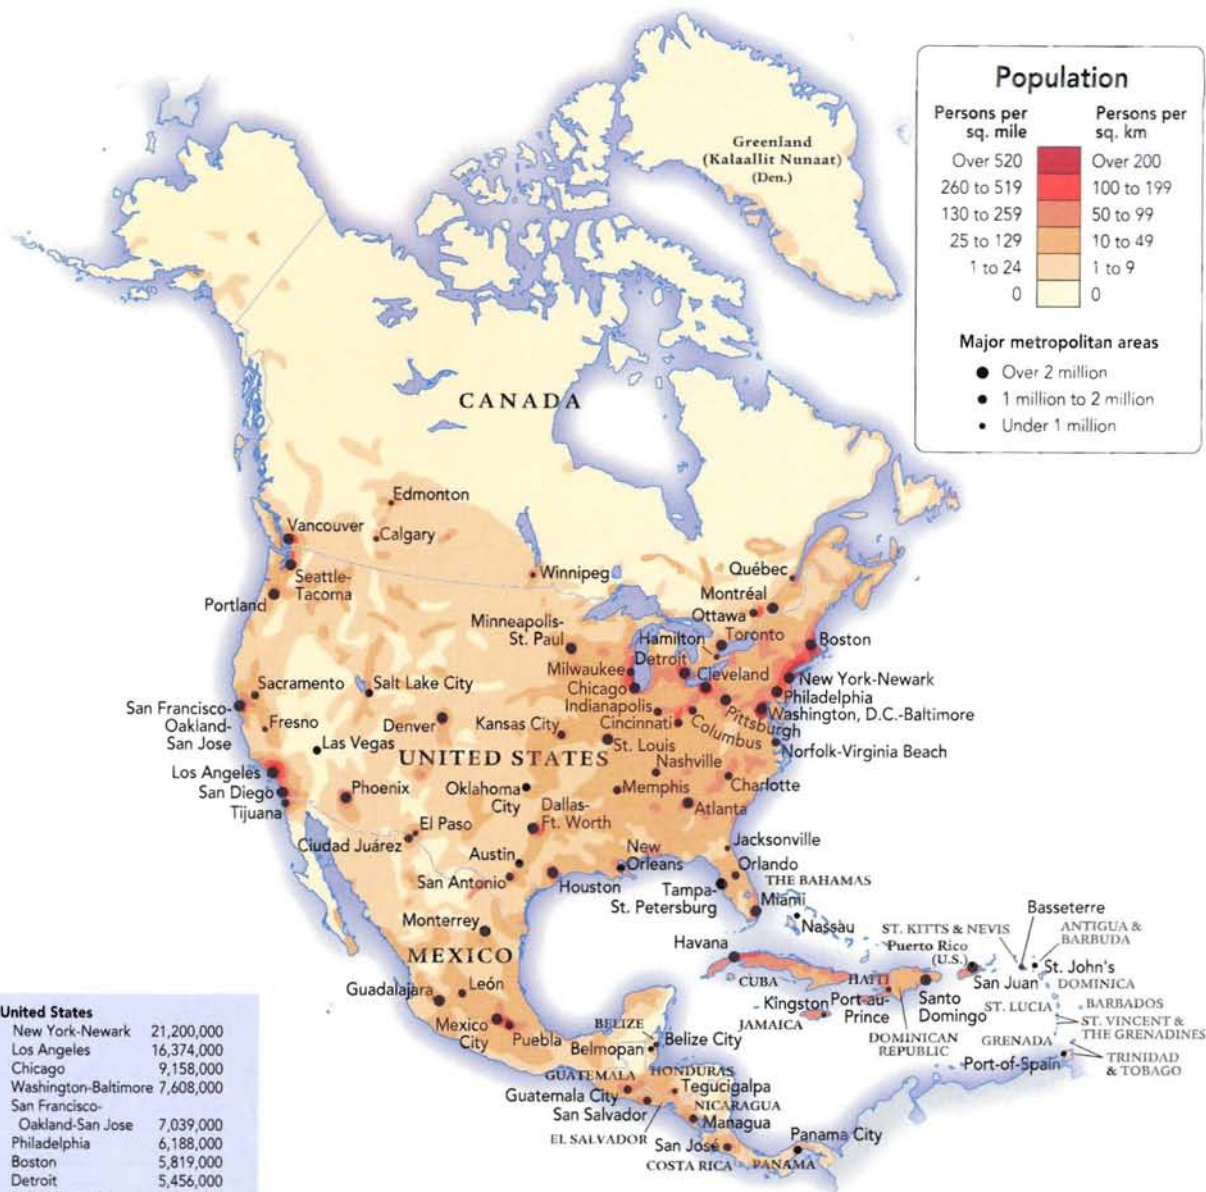 Population
Persons per
sq. mile
Persons per
sq. km
Over 520
Over 200
260 to 519
100 to 199
130 to 259
50 to 99
25 to 129
10 to 49
1 to 24
1 to 9
0
0
Major metropolitan areas
Over 2 million
1 million to 2 million
Under 1 million
Greenland
(Kalaallit Nunaat)
(Den.)
CANADA
Edmonton
Vancouver
Calgary
Seattle-
Tacoma
Winnipeg
Québec
Montréal
Ottawa
Portland
Minneapolis-
St. Paul
Hamilton
Toronto
Boston
Milwaukee
Detroit
Cleveland
Chicago
New York-Newark
Sacramento
Salt Lake City
Indianapolis
Philadelphia
San Francisco-
Oakland-
San Jose
Fresno
Denver
Kansas City
Cincinnati
Columbus
Pittsburgh
Washington, D.C.-Baltimore
Las Vegas
UNITED STATES
St. Louis
Norfolk-Virginia Beach
Nashville
Los Angeles
San Diego
Tijuana
Phoenix
Oklahoma
City
Memphis
Charlotte
Dallas-
Ft. Worth
Atlanta
El Paso
Ciudad Juárez
Austin
New
Orleans
Jacksonville
San Antonio
Houston
Orlando
Tampa-
St. Petersburg
THE BAHAMAS
Miami
Nassau
Monterrey
MEXICO
Havana
ST. KITTS & NEVIS
Basseterre
ANTIGUA &
BARBUDA
Puerto Rico
(U.S.)
San Juan
St. John's
DOMINICA
CUBA
HAITI
Guadalajara
León
Kingston
Port-au-
Prince
Santo
Domingo
ST. LUCIA
BARBADOS
Mexico
City
Puebla
BELIZE
Belize City
JAMAICA
DOMINICAN
REPUBLIC
ST. VINCENT &
THE GRENADINES
GRENADA
Belmopan
Port-of-Spain
TRINIDAD
& TOBAGO
GUATEMALA
HONDURAS
Guatemala City
Tegucigalpa
San Salvador
NICARAGUA
Managua
EL SALVADOR
San José
Panama City
COSTA RICA
PANAMA
United States
New York-Newark 21,200,000
Los Angeles 16,374,000
Chicago 9,158,000
Washington-Baltimore 7,608,000
San Francisco-
Oakland-San Jose 7,039,000
Philadelphia 6,188,000
Boston 5,819,000
Detroit 5,456,000